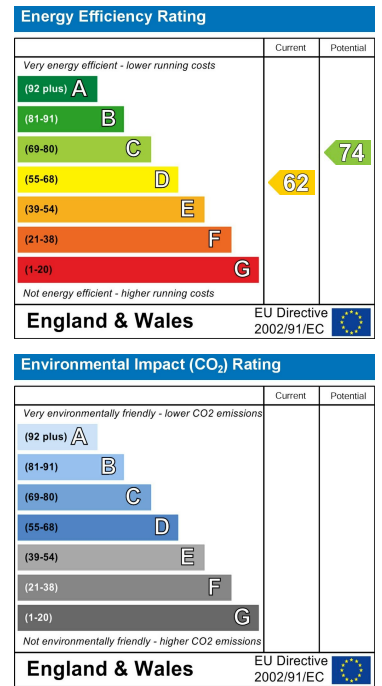 Energy Efficiency Rating
Current Potential
Very energy efficient - lower running costs
(92 plus) A
(81-91) B
(69-80) C
(55-68) D
(39-54) E
(21-38) F
(1-20) G
62
74
Not energy efficient - higher running costs
England & Wales
EU Directive
2002/91/EC
Environmental Impact (CO₂) Rating
Current Potential
Very environmentally friendly - lower CO2 emissions
(92 plus) A
(81-91) B
(69-80) C
(55-68) D
(39-54) E
(21-38) F
(1-20) G
Not environmentally friendly - higher CO2 emissions
England & Wales
EU Directive
2002/91/EC